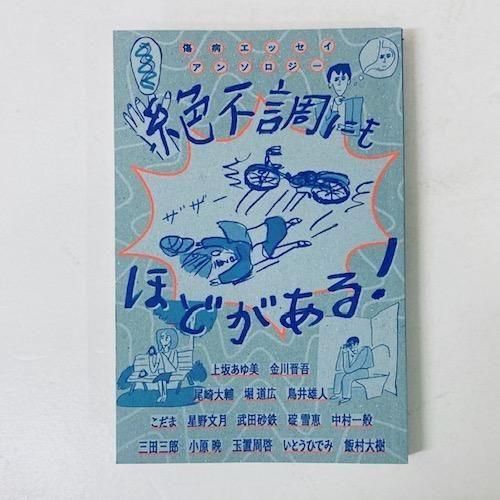 傷病エッセイ
アンソロジー
絶不調にも
ザザー
ほどがある!
上坂あゆ美 金川晋吾
尾崎大輔 堀 道広 鳥井雄人
こだま 星野文月 武田砂鉄 碇 雪恵 中村一般
三田三郎 小原 晩 玉置周啓 いとうひでみ 飯村大樹